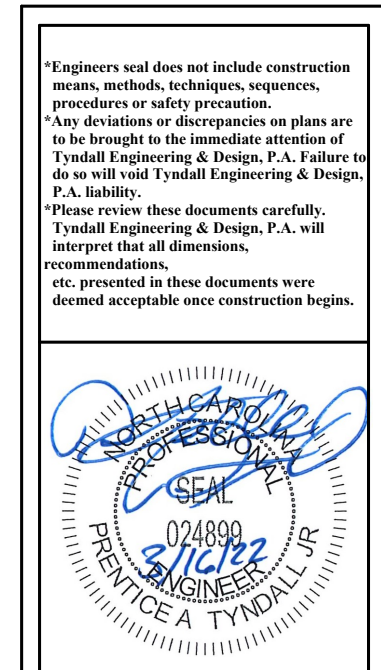 *Engineers seal does not include construction
means, methods, techniques, sequences,
procedures or safety precaution.
*Any deviations or discrepancies on plans are
to be brought to the immediate attention of
Tyndall Engineering & Design, P.A. Failure to
do so will void Tyndall Engineering & Design,
P.A. liability.
*Please review these documents carefully.
Tyndall Engineering & Design, P.A. will
interpret that all dimensions,
recommendations,
etc. presented in these documents were
deemed acceptable once construction begins.
NORTH CAROLINA
PROFESSIONAL
SEAL
024899
3/16/22
ENGINEER
PRENTICE A TYNDALL JR